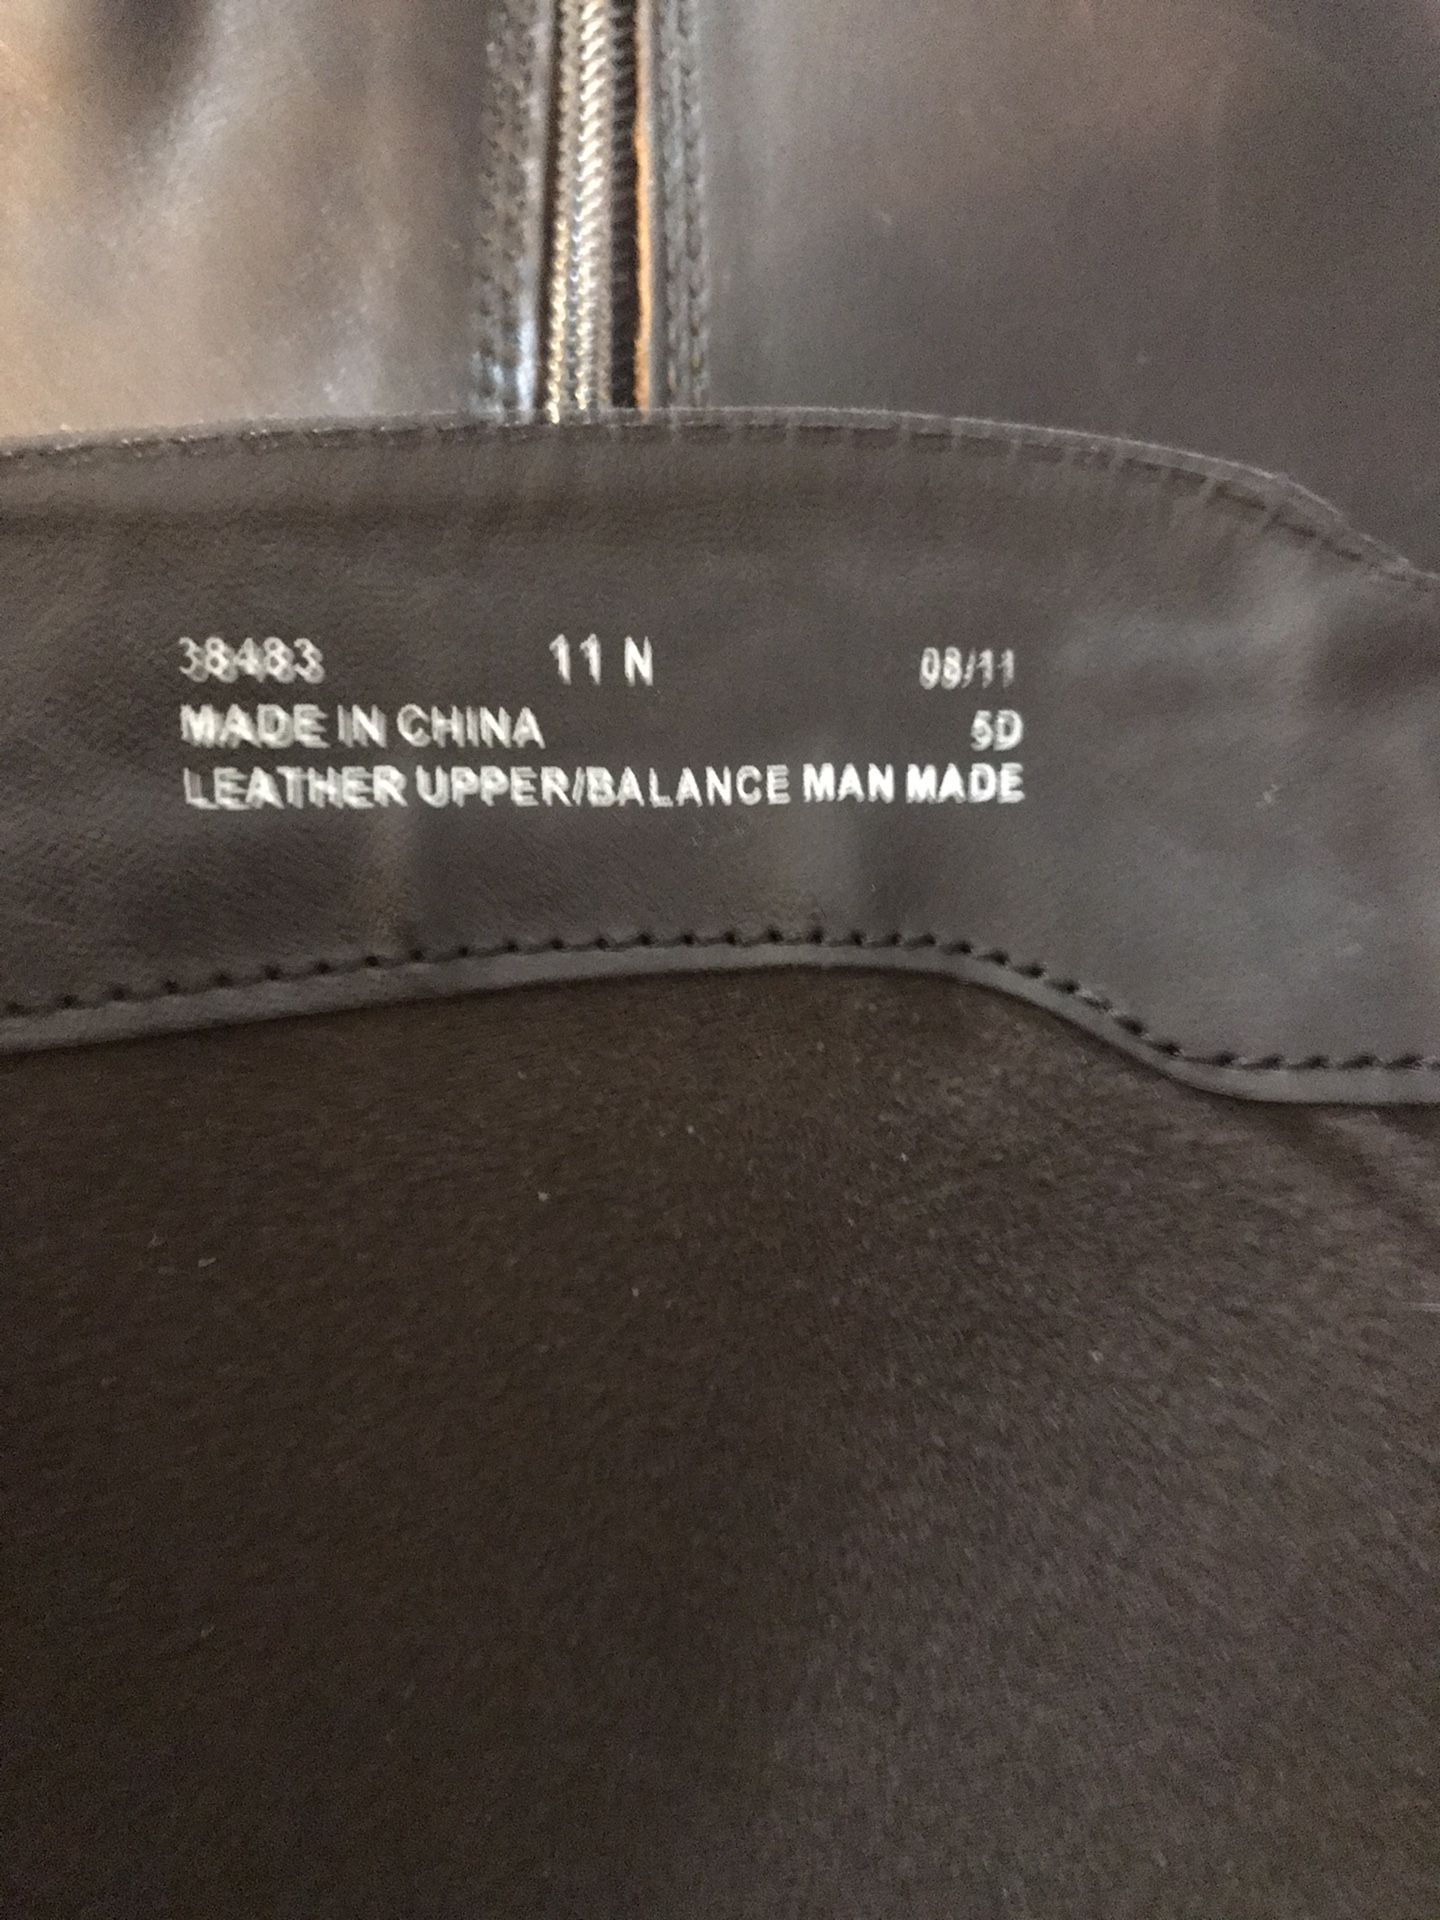 38483 11 N 08/11
MADE IN CHINA 5D
LEATHER UPPER/BALANCE MAN MADE